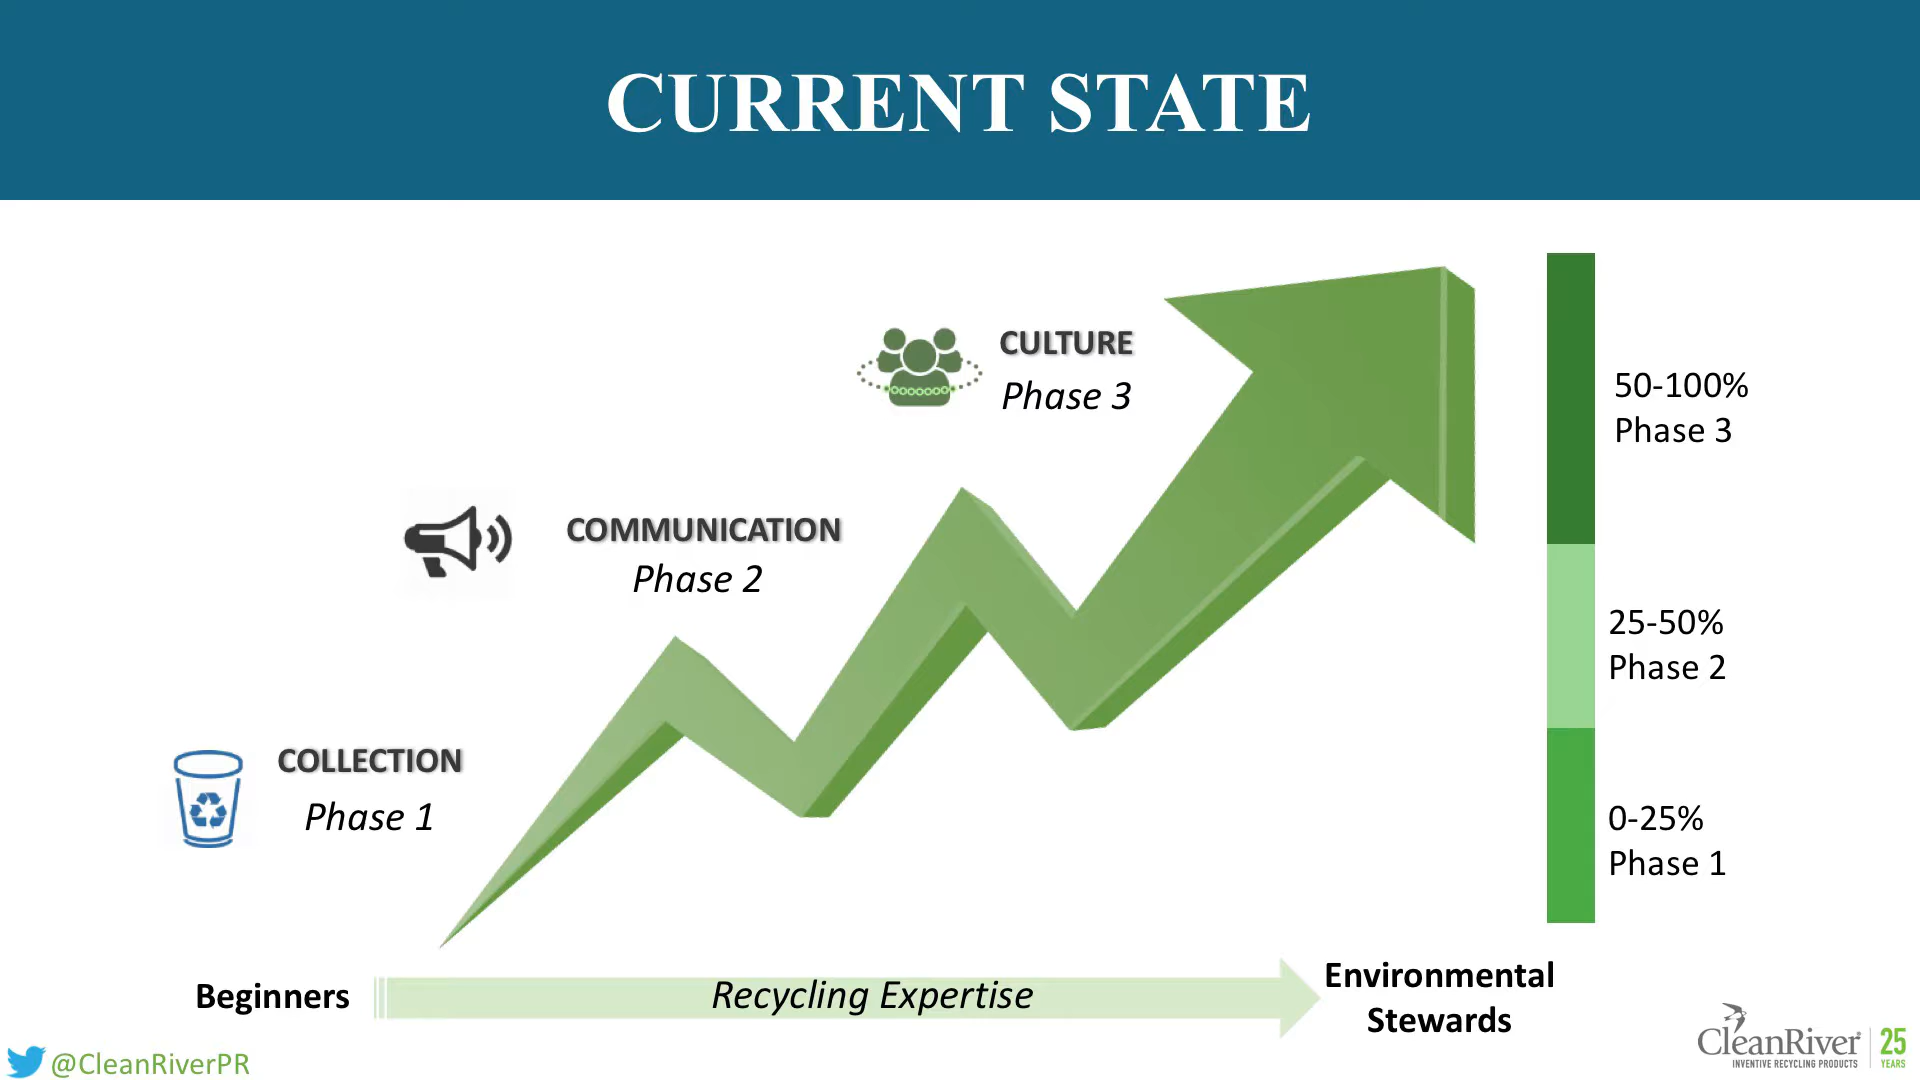 CURRENT STATE
CULTURE
Phase 3
COMMUNICATION
Phase 2
COLLECTION
Phase 1
50-100%
Phase 3
25-50%
Phase 2
0-25%
Phase 1
Beginners
Recycling Expertise
Environmental
Stewards
@CleanRiverPR
CleanRiver®
INVENTIVE RECYCLING PRODUCTS
25
YEARS